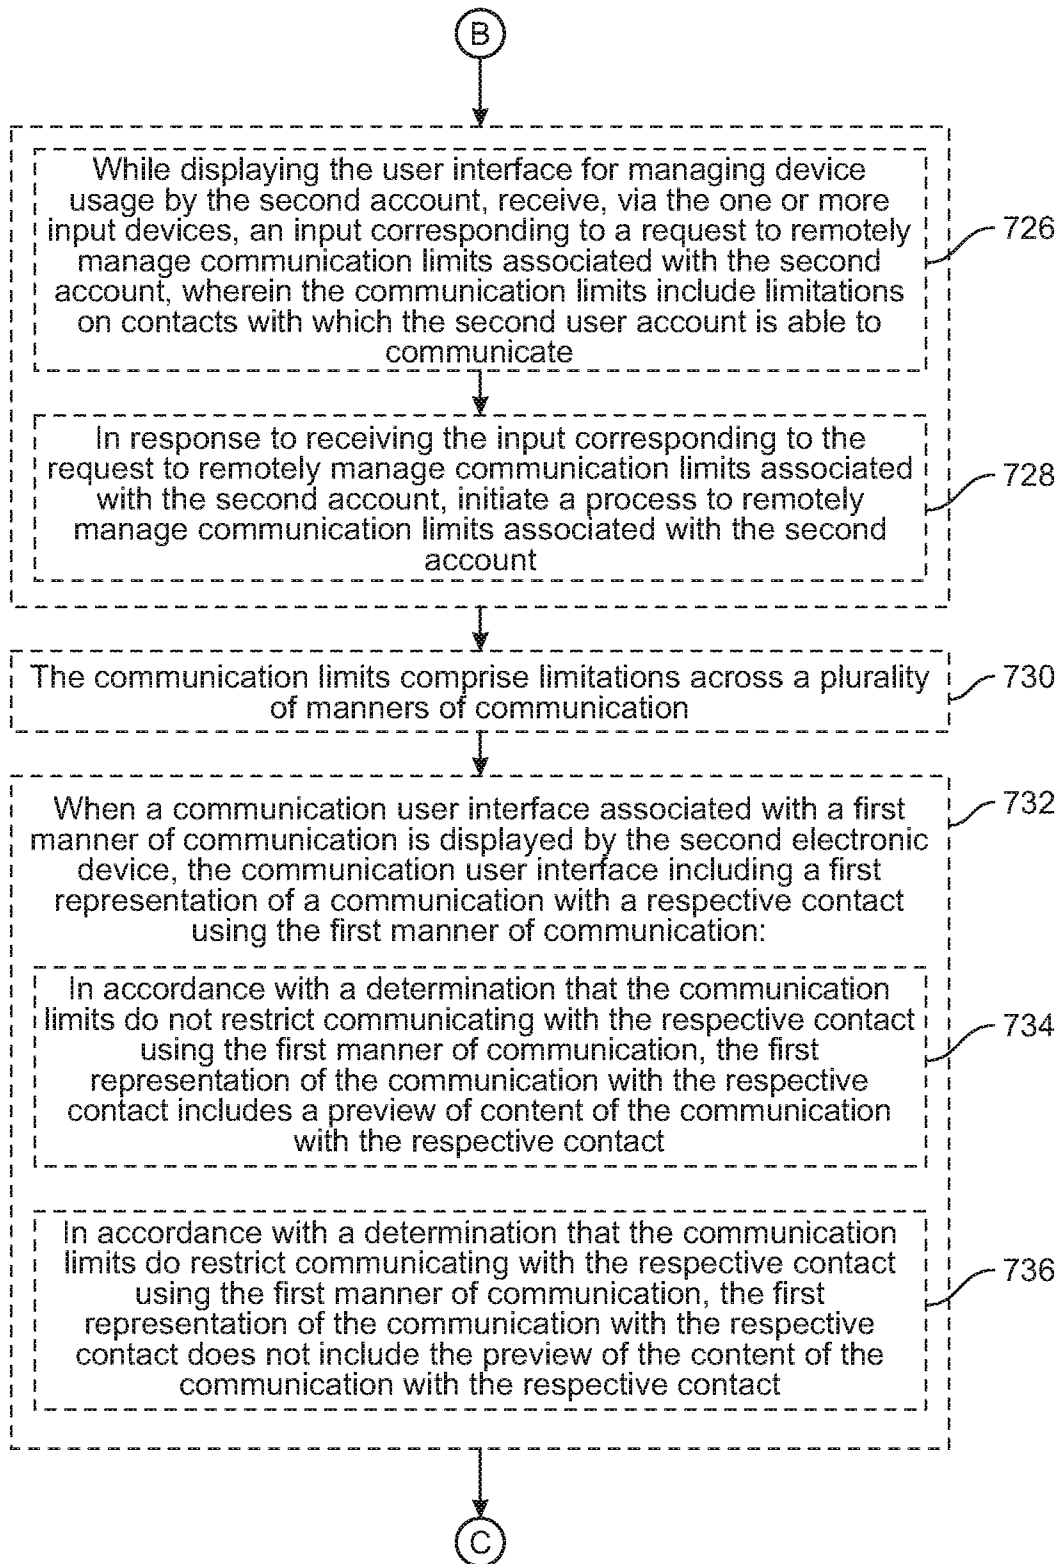 B
While displaying the user interface for managing device
usage by the second account, receive, via the one or more
input devices, an input corresponding to a request to remotely
manage communication limits associated with the second
account, wherein the communication limits include limitations
on contacts with which the second user account is able to
communicate
726
In response to receiving the input corresponding to the
request to remotely manage communication limits associated
with the second account, initiate a process to remotely
manage communication limits associated with the second
account
728
The communication limits comprise limitations across a plurality
of manners of communication
730
When a communication user interface associated with a first
manner of communication is displayed by the second electronic
device, the communication user interface including a first
representation of a communication with a respective contact
using the first manner of communication:
732
In accordance with a determination that the communication
limits do not restrict communicating with the respective contact
using the first manner of communication, the first
representation of the communication with the respective
contact includes a preview of content of the communication
with the respective contact
734
In accordance with a determination that the communication
limits do restrict communicating with the respective contact
using the first manner of communication, the first
representation of the communication with the respective
contact does not include the preview of the content of the
communication with the respective contact
736
C